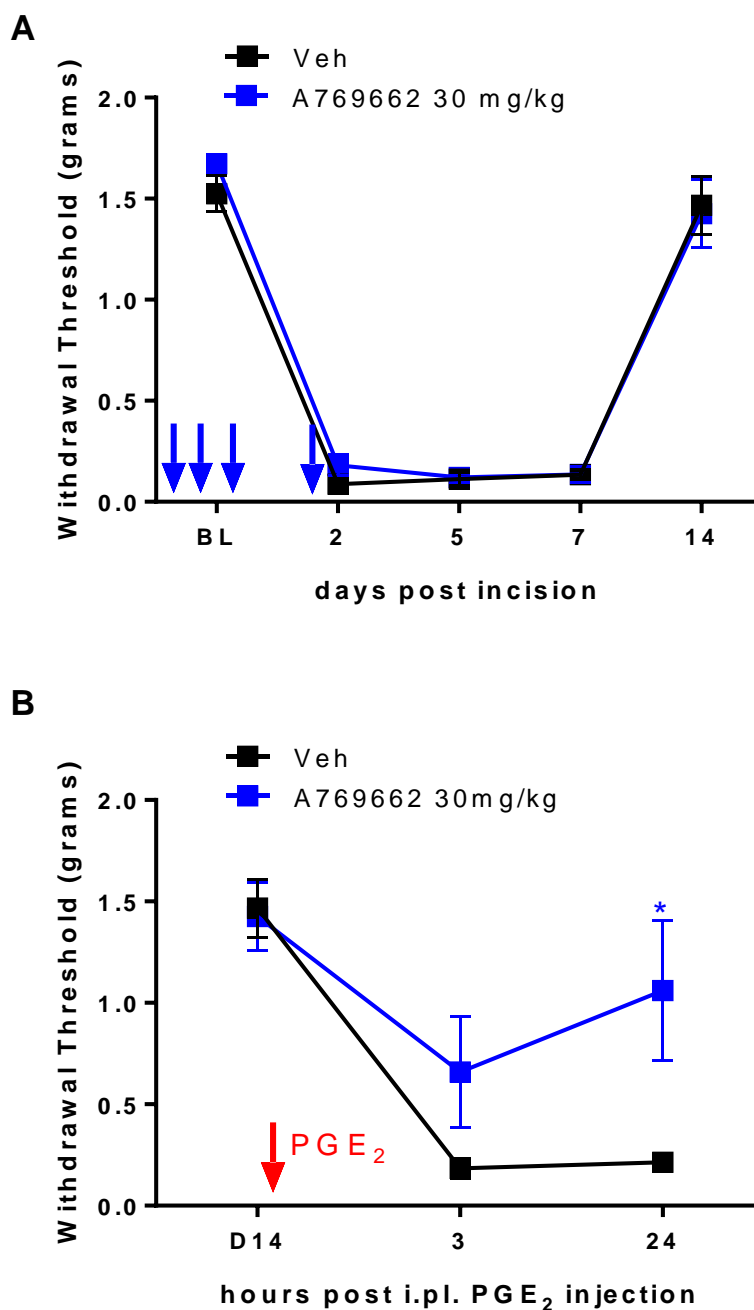 A
Veh
A769662 30 mg/kg
Withdrawal Threshold (grams)
2.0
1.5
1.0
0.5
0.0
BL 2 5 7 14
days post incision
B
Veh
A769662 30mg/kg
Withdrawal Threshold (grams)
2.0
1.5
1.0
0.5
0.0
*
PGE₂
D14 3 24
hours post i.pl. PGE₂ injection